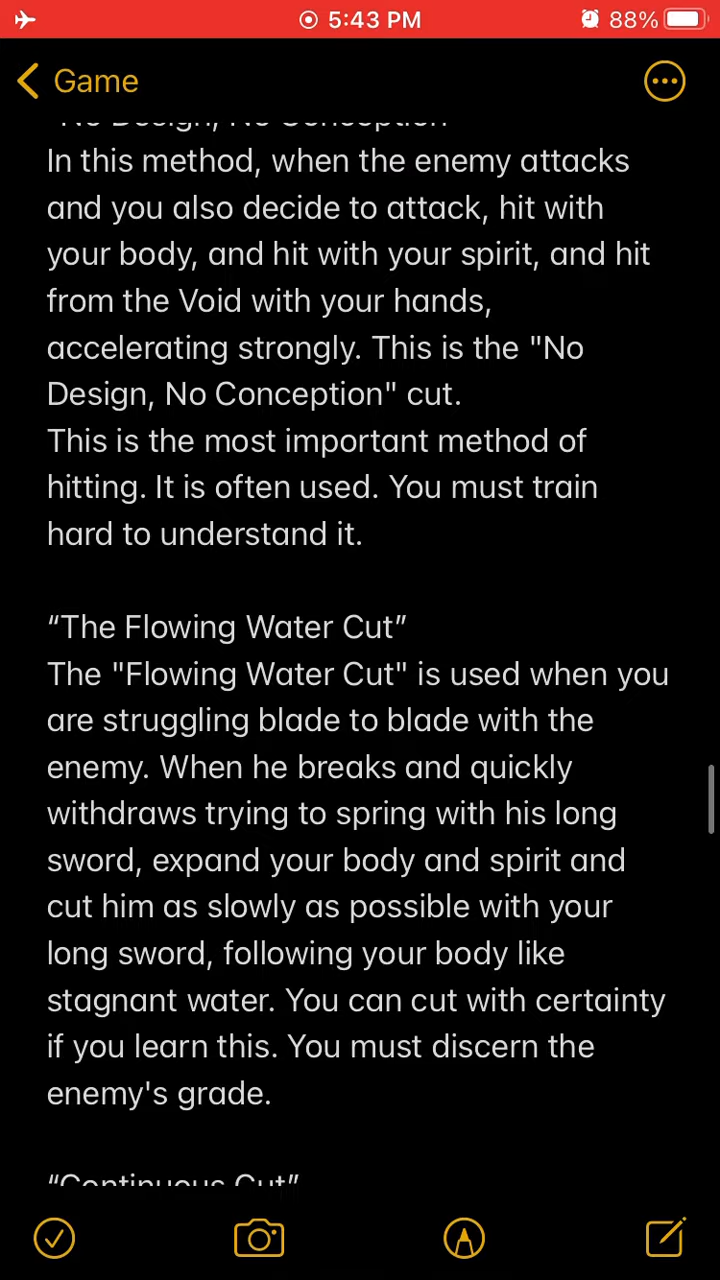 5:43 PM
88%
Game
"No Design, No Conception"
In this method, when the enemy attacks
and you also decide to attack, hit with
your body, and hit with your spirit, and hit
from the Void with your hands,
accelerating strongly. This is the "No
Design, No Conception" cut.
This is the most important method of
hitting. It is often used. You must train
hard to understand it.
“The Flowing Water Cut”
The "Flowing Water Cut" is used when you
are struggling blade to blade with the
enemy. When he breaks and quickly
withdraws trying to spring with his long
sword, expand your body and spirit and
cut him as slowly as possible with your
long sword, following your body like
stagnant water. You can cut with certainty
if you learn this. You must discern the
enemy's grade.
“Continuous Cut”